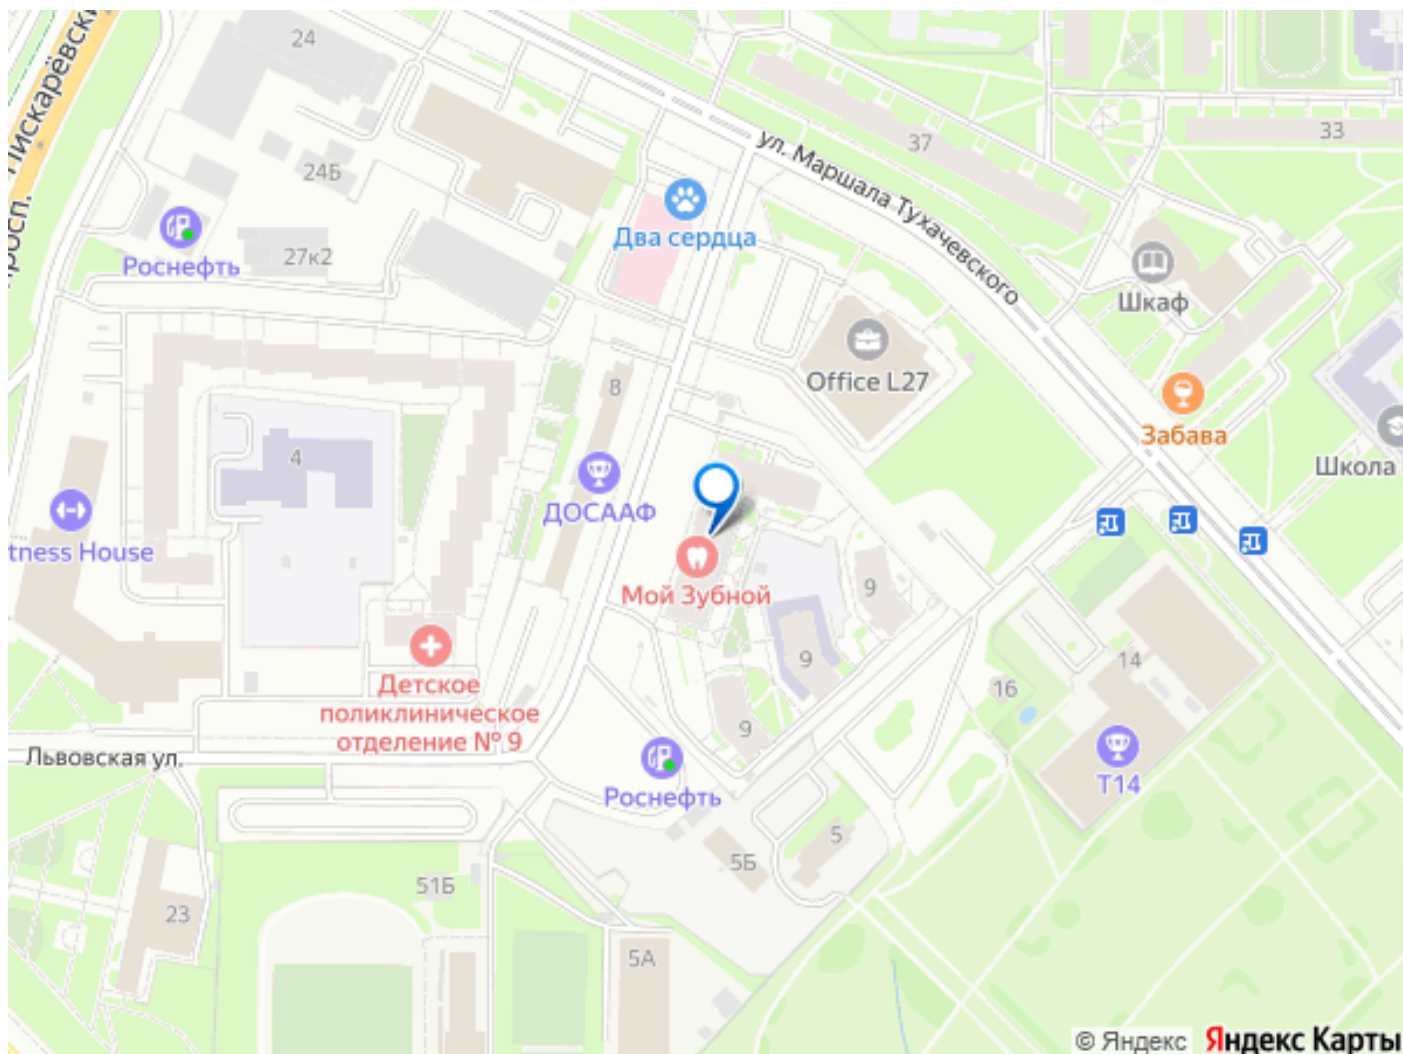 24
Пискарёвски
просп.
24Б
37
33
ул. Маршала Тухачевского
Два сердца
27к2
Роснефть
Шкаф
Office L27
8
Забава
4
Школа
ДОСААФ
tness House
Мой Зубной
9
9
14
16
Детское
поликлиническое
отделение № 9
9
Львовская ул.
Роснефть
Т14
5
5Б
51Б
23
5А
© Яндекс Яндекс Карты